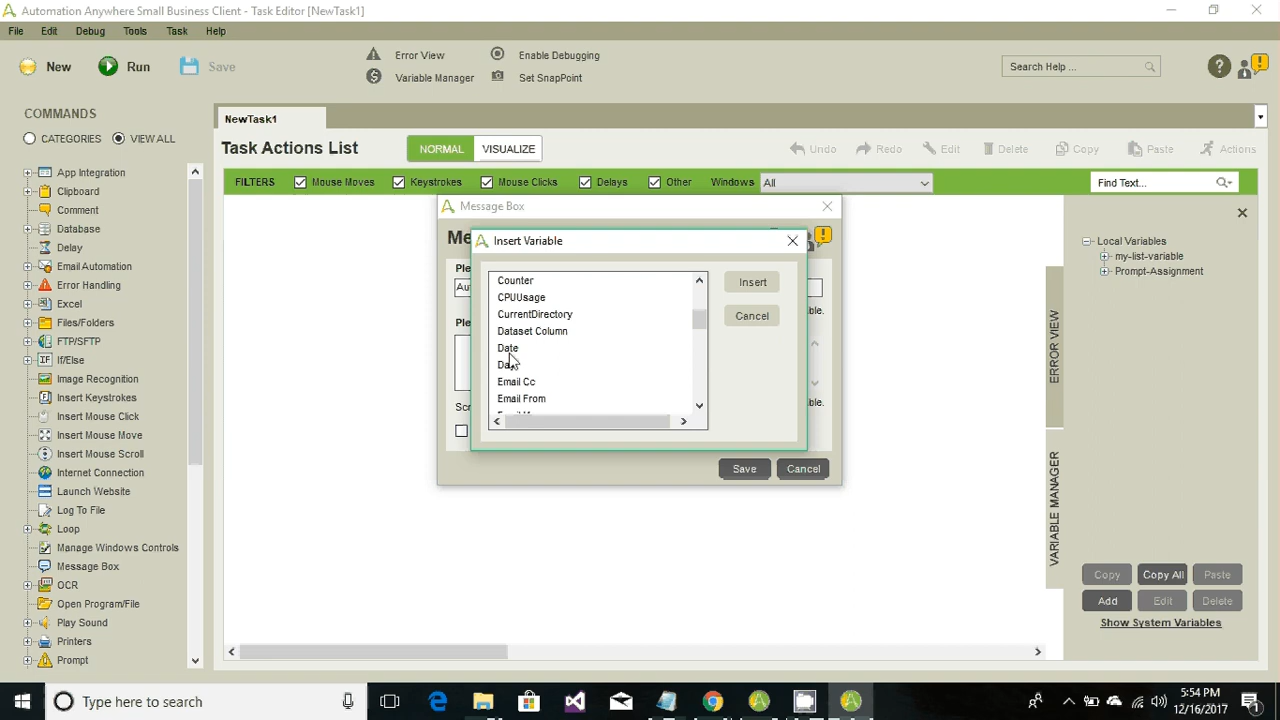 Automation Anywhere Small Business Client - Task Editor [NewTask1]
File Edit Debug Tools Task Help
New Run Save
Error View
Variable Manager
Enable Debugging
Set SnapPoint
Search Help ...
COMMANDS
CATEGORIES VIEW ALL
App Integration
Clipboard
Comment
Database
Delay
Email Automation
Error Handling
Excel
Files/Folders
FTP/SFTP
If/Else
Image Recognition
Insert Keystrokes
Insert Mouse Click
Insert Mouse Move
Insert Mouse Scroll
Internet Connection
Launch Website
Log To File
Loop
Manage Windows Controls
Message Box
OCR
Open Program/File
Play Sound
Printers
Prompt
NewTask1
Task Actions List NORMAL VISUALIZE
Undo Redo Edit Delete Copy Paste Actions
FILTERS Mouse Moves Keystrokes Mouse Clicks Delays Other Windows All
Find Text...
Message Box
Insert Variable
Counter
CPUUsage
CurrentDirectory
Dataset Column
Date
Email Cc
Email From
Insert
Cancel
Save Cancel
Local Variables
my-list-variable
Prompt-Assignment
ERROR VIEW
VARIABLE MANAGER
Copy Copy All Paste
Add Edit Delete
Show System Variables
Type here to search
5:54 PM
12/16/2017